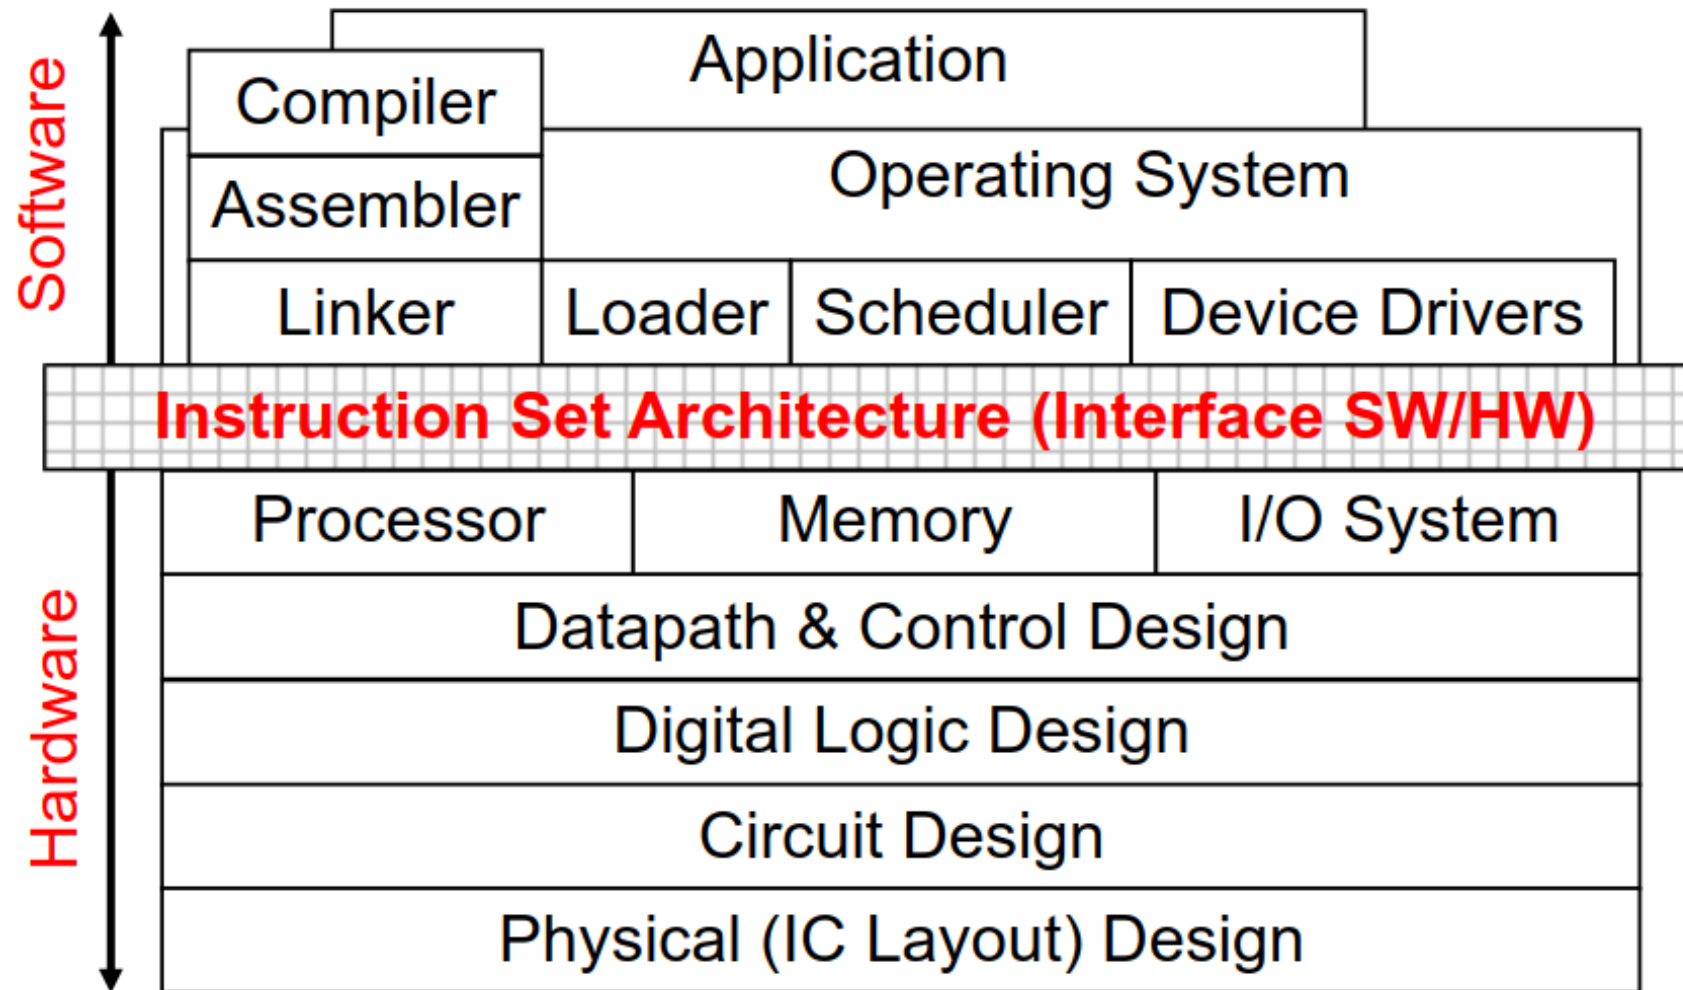 Application
Compiler
Operating System
Assembler
Linker
Loader
Scheduler
Device Drivers
Instruction Set Architecture (Interface SW/HW)
Processor
Memory
I/O System
Datapath & Control Design
Digital Logic Design
Circuit Design
Physical (IC Layout) Design
Software
Hardware